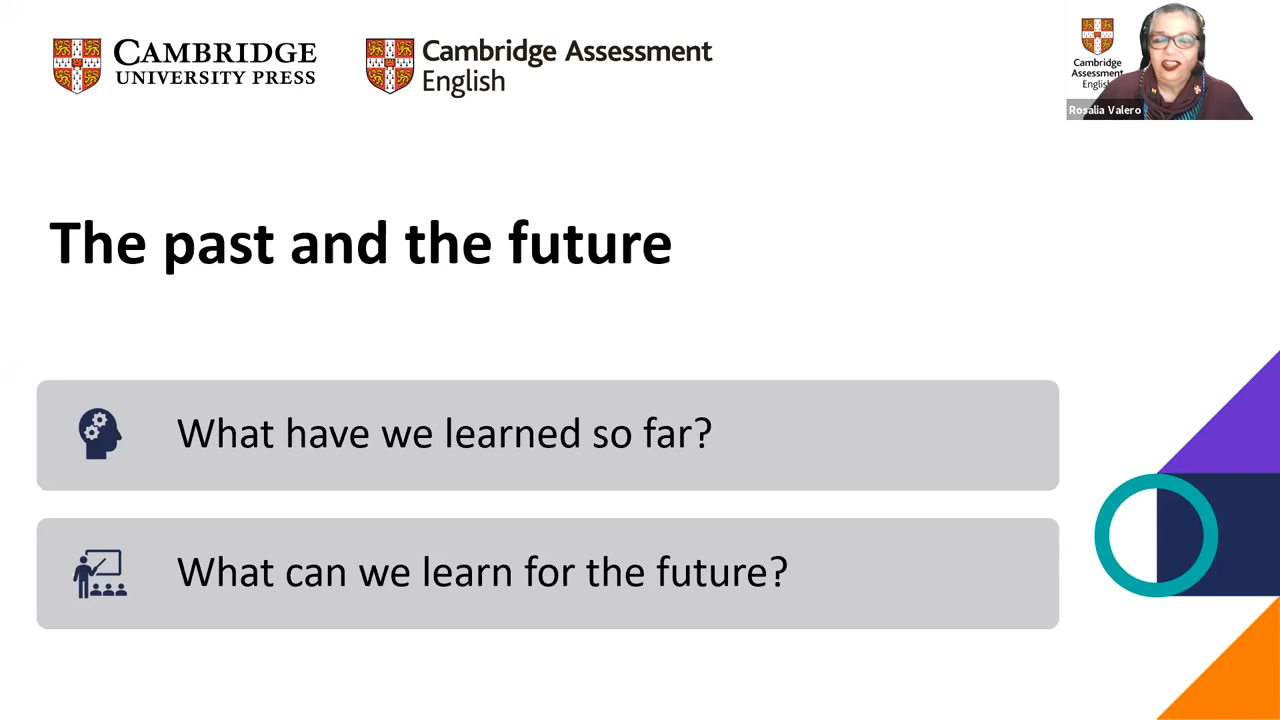 CAMBRIDGE
UNIVERSITY PRESS
Cambridge Assessment
English
Cambridge
Assessment
English
Rosalia Valero
The past and the future
What have we learned so far?
What can we learn for the future?